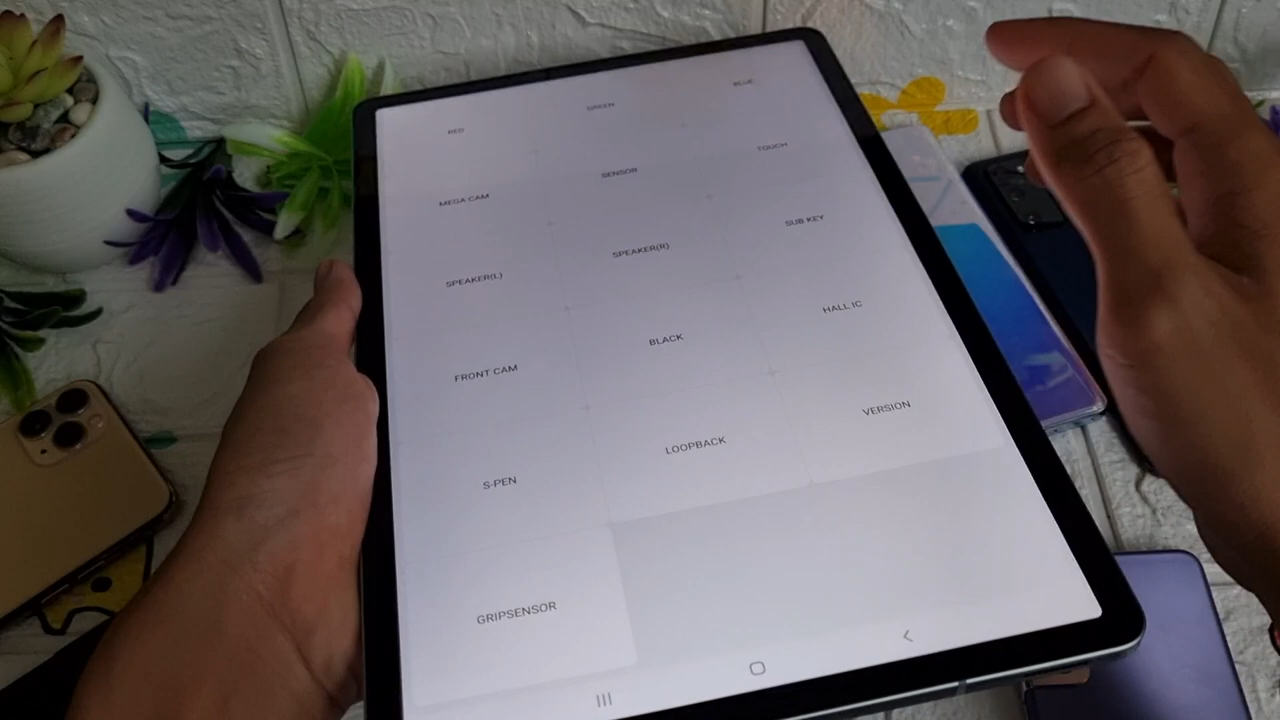 RED GREEN BLUE
MEGA CAM SENSOR TOUCH
SPEAKER(L) SPEAKER(R) SUB KEY
FRONT CAM BLACK HALL IC
S-PEN LOOPBACK VERSION
GRIPSENSOR